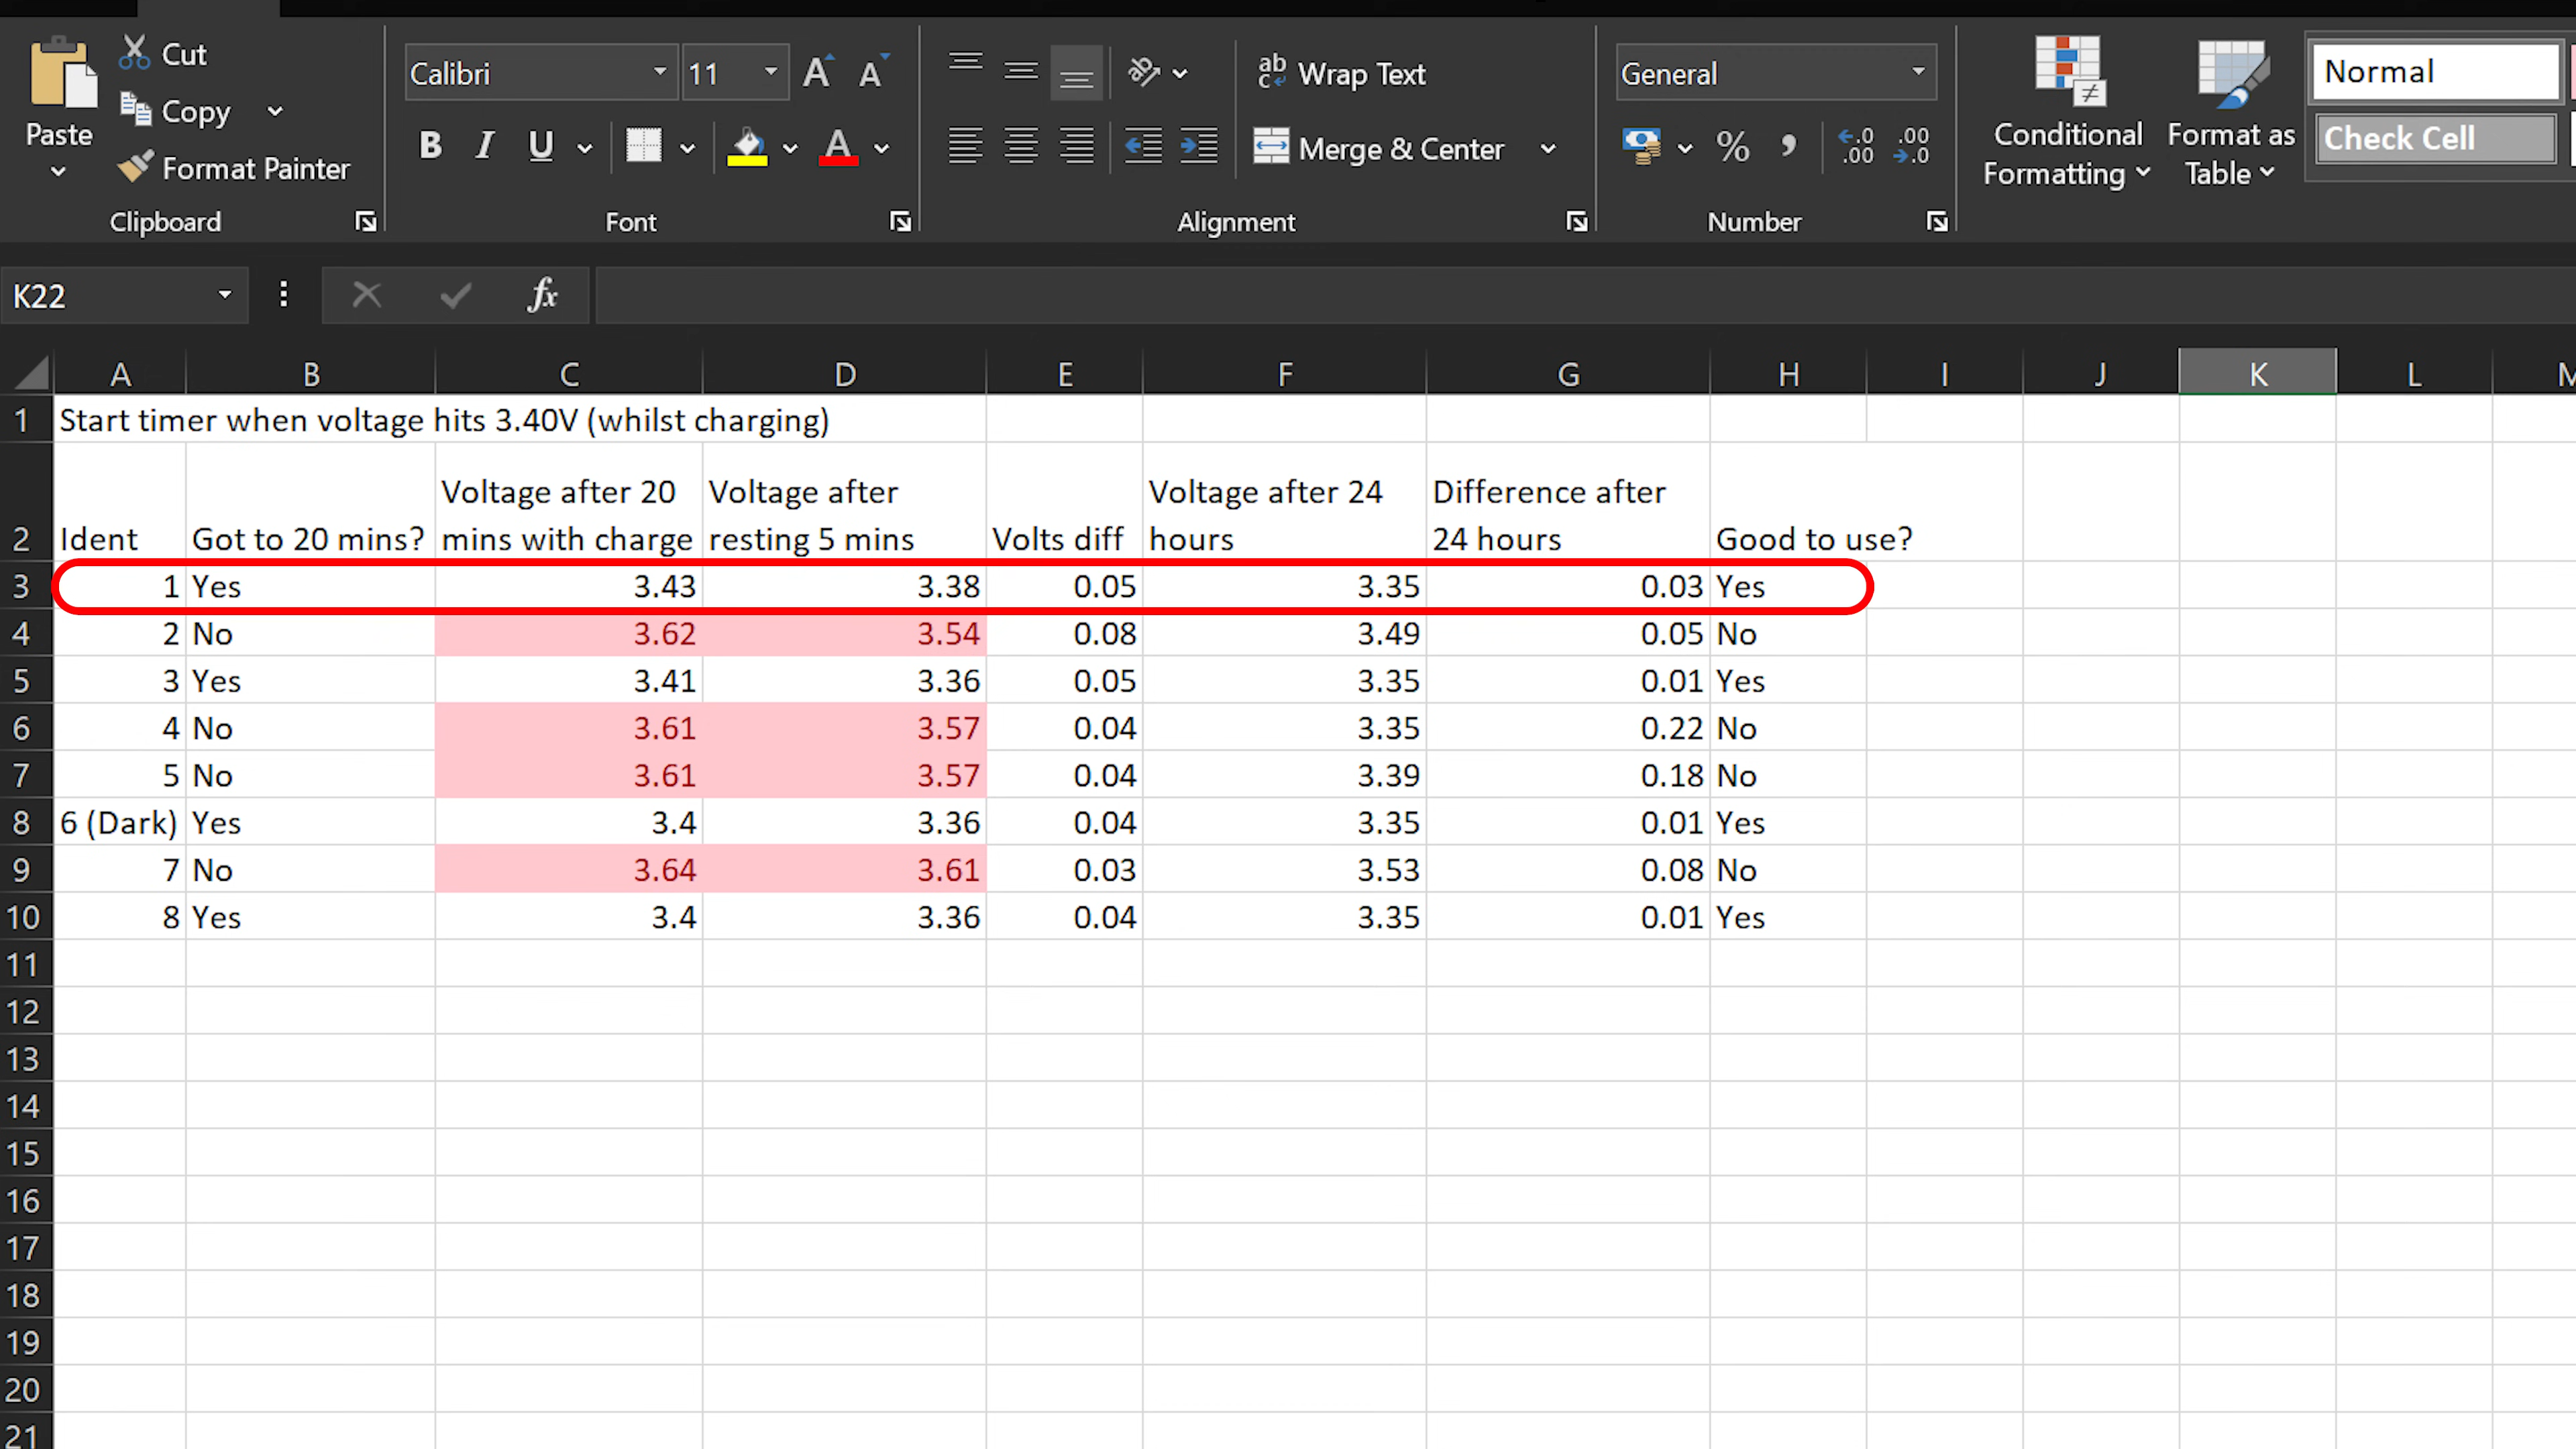 Cut
Copy
Paste
Format Painter
Clipboard
Calibri 11 A A
B I U A
Font
ab Wrap Text
Merge & Center
Alignment
General
% , .0 .00 .00 .0
Number
Conditional Formatting
Format as Table
Normal
Check Cell
K22 fx
A B C D E F G H I J K L M
1 Start timer when voltage hits 3.40V (whilst charging)
2 Ident Got to 20 mins? Voltage after 20 mins with charge Voltage after resting 5 mins Volts diff Voltage after 24 hours Difference after 24 hours Good to use?
3 1 Yes 3.43 3.38 0.05 3.35 0.03 Yes
4 2 No 3.62 3.54 0.08 3.49 0.05 No
5 3 Yes 3.41 3.36 0.05 3.35 0.01 Yes
6 4 No 3.61 3.57 0.04 3.35 0.22 No
7 5 No 3.61 3.57 0.04 3.39 0.18 No
8 6 (Dark) Yes 3.4 3.36 0.04 3.35 0.01 Yes
9 7 No 3.64 3.61 0.03 3.53 0.08 No
10 8 Yes 3.4 3.36 0.04 3.35 0.01 Yes
11
12
13
14
15
16
17
18
19
20
21